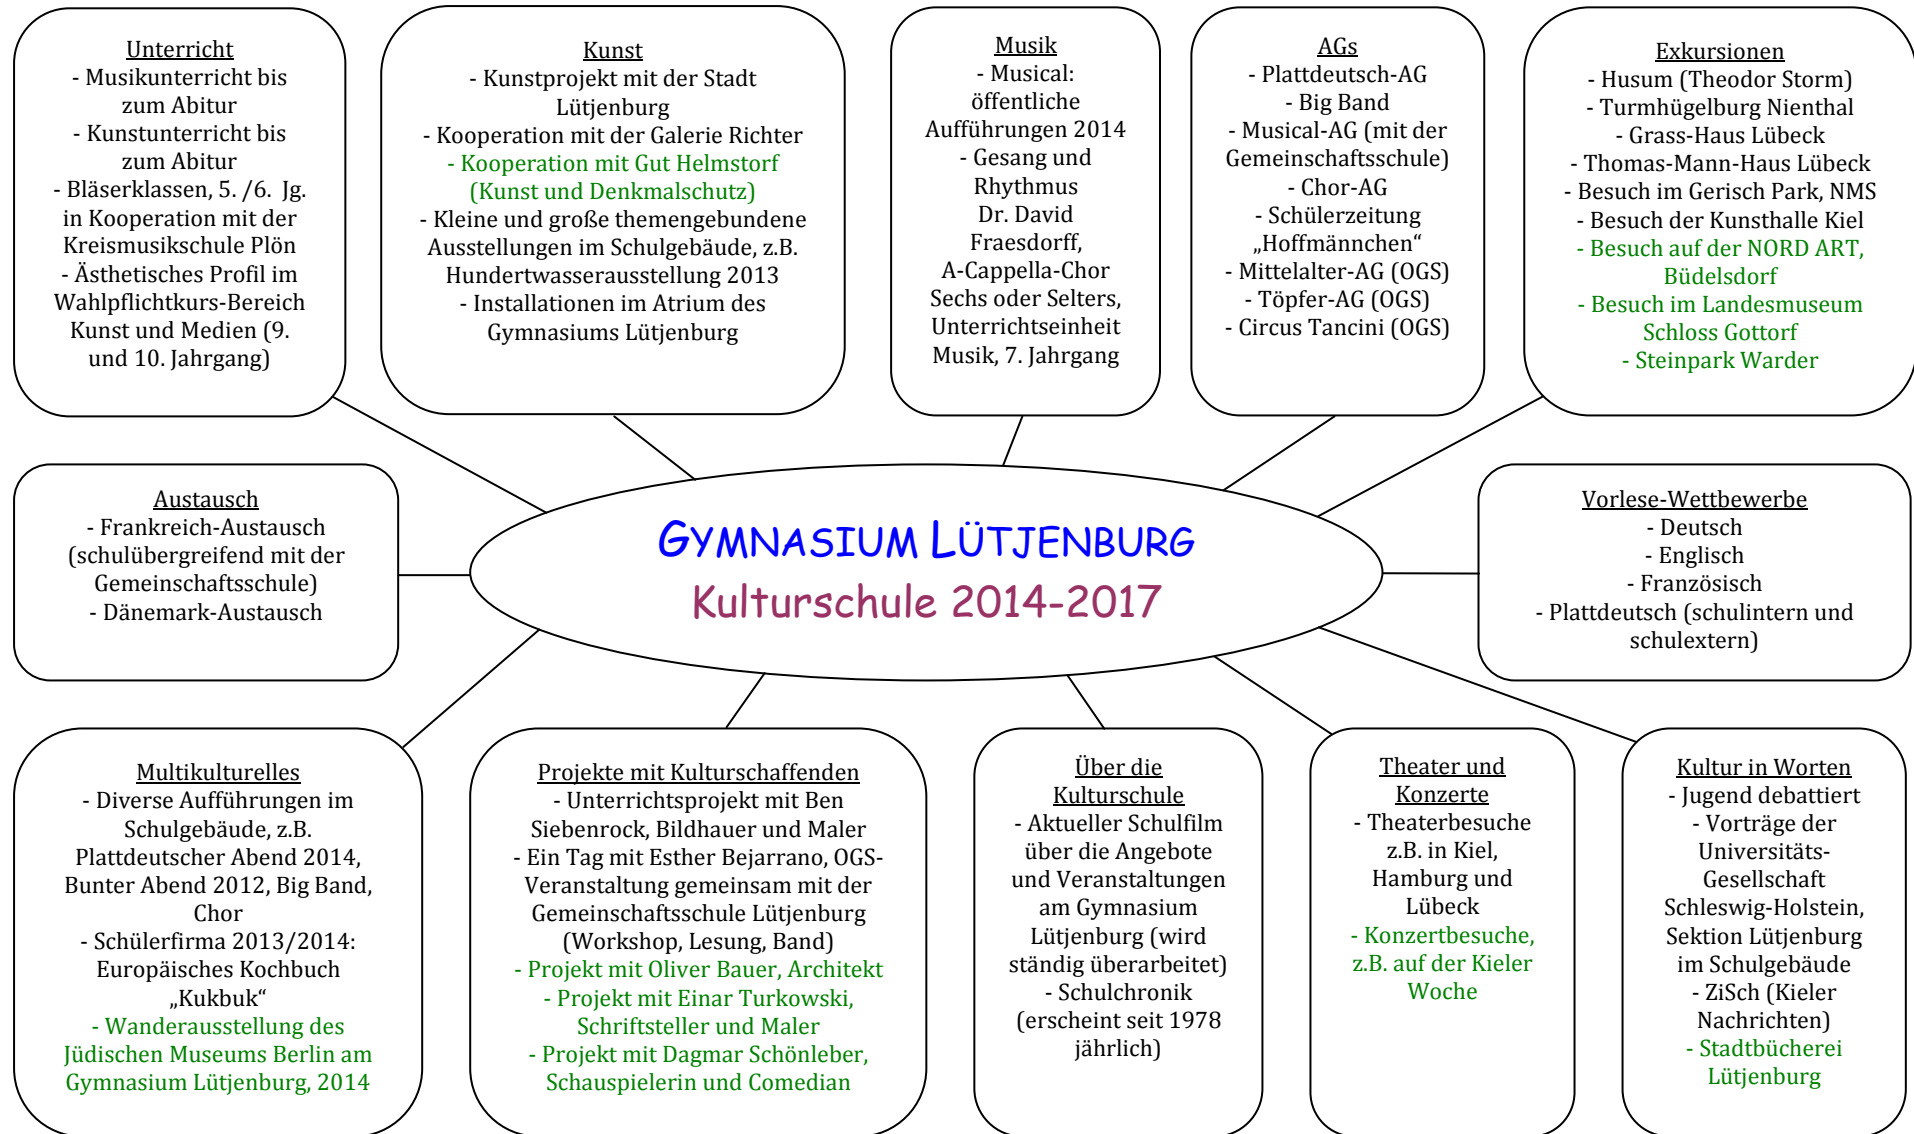 Unterricht
- Musikunterricht bis
zum Abitur
- Kunstunterricht bis
zum Abitur
- Bläserklassen, 5. /6. Jg.
in Kooperation mit der
Kreismusikschule Plön
- Ästhetisches Profil im
Wahlpflichtkurs-Bereich
Kunst und Medien (9.
und 10. Jahrgang)
Kunst
- Kunstprojekt mit der Stadt
Lütjenburg
- Kooperation mit der Galerie Richter
- Kooperation mit Gut Helmstorf
(Kunst und Denkmalschutz)
- Kleine und große themengebundene
Ausstellungen im Schulgebäude, z.B.
Hundertwasserausstellung 2013
- Installationen im Atrium des
Gymnasiums Lütjenburg
Musik
- Musical:
öffentliche
Aufführungen 2014
- Gesang und
Rhythmus
Dr. David
Fraesdorff,
A-Cappella-Chor
Sechs oder Selters,
Unterrichtseinheit
Musik, 7. Jahrgang
AGs
- Plattdeutsch-AG
- Big Band
- Musical-AG (mit der
Gemeinschaftsschule)
- Chor-AG
- Schülerzeitung
„Hoffmännchen“
- Mittelalter-AG (OGS)
- Töpfer-AG (OGS)
- Circus Tancini (OGS)
Exkursionen
- Husum (Theodor Storm)
- Turmhügelburg Nienthal
- Grass-Haus Lübeck
- Thomas-Mann-Haus Lübeck
- Besuch im Gerisch Park, NMS
- Besuch der Kunsthalle Kiel
- Besuch auf der NORD ART,
Büdelsdorf
- Besuch im Landesmuseum
Schloss Gottorf
- Steinpark Warder
Austausch
- Frankreich-Austausch
(schulübergreifend mit der
Gemeinschaftsschule)
- Dänemark-Austausch
GYMNASIUM LÜTJENBURG
Kulturschule 2014-2017
Vorlese-Wettbewerbe
- Deutsch
- Englisch
- Französisch
- Plattdeutsch (schulintern und
schulextern)
Multikulturelles
- Diverse Aufführungen im
Schulgebäude, z.B.
Plattdeutscher Abend 2014,
Bunter Abend 2012, Big Band,
Chor
- Schülerfirma 2013/2014:
Europäisches Kochbuch
„Kukbuk“
- Wanderausstellung des
Jüdischen Museums Berlin am
Gymnasium Lütjenburg, 2014
Projekte mit Kulturschaffenden
- Unterrichtsprojekt mit Ben
Siebenrock, Bildhauer und Maler
- Ein Tag mit Esther Bejarrano, OGS-
Veranstaltung gemeinsam mit der
Gemeinschaftsschule Lütjenburg
(Workshop, Lesung, Band)
- Projekt mit Oliver Bauer, Architekt
- Projekt mit Einar Turkowski,
Schriftsteller und Maler
- Projekt mit Dagmar Schönleber,
Schauspielerin und Comedian
Über die
Kulturschule
- Aktueller Schulfilm
über die Angebote
und Veranstaltungen
am Gymnasium
Lütjenburg (wird
ständig überarbeitet)
- Schulchronik
(erscheint seit 1978
jährlich)
Theater und
Konzerte
- Theaterbesuche
z.B. in Kiel,
Hamburg und
Lübeck
- Konzertbesuche,
z.B. auf der Kieler
Woche
Kultur in Worten
- Jugend debattiert
- Vorträge der
Universitäts-
Gesellschaft
Schleswig-Holstein,
Sektion Lütjenburg
im Schulgebäude
- ZiSch (Kieler
Nachrichten)
- Stadtbücherei
Lütjenburg